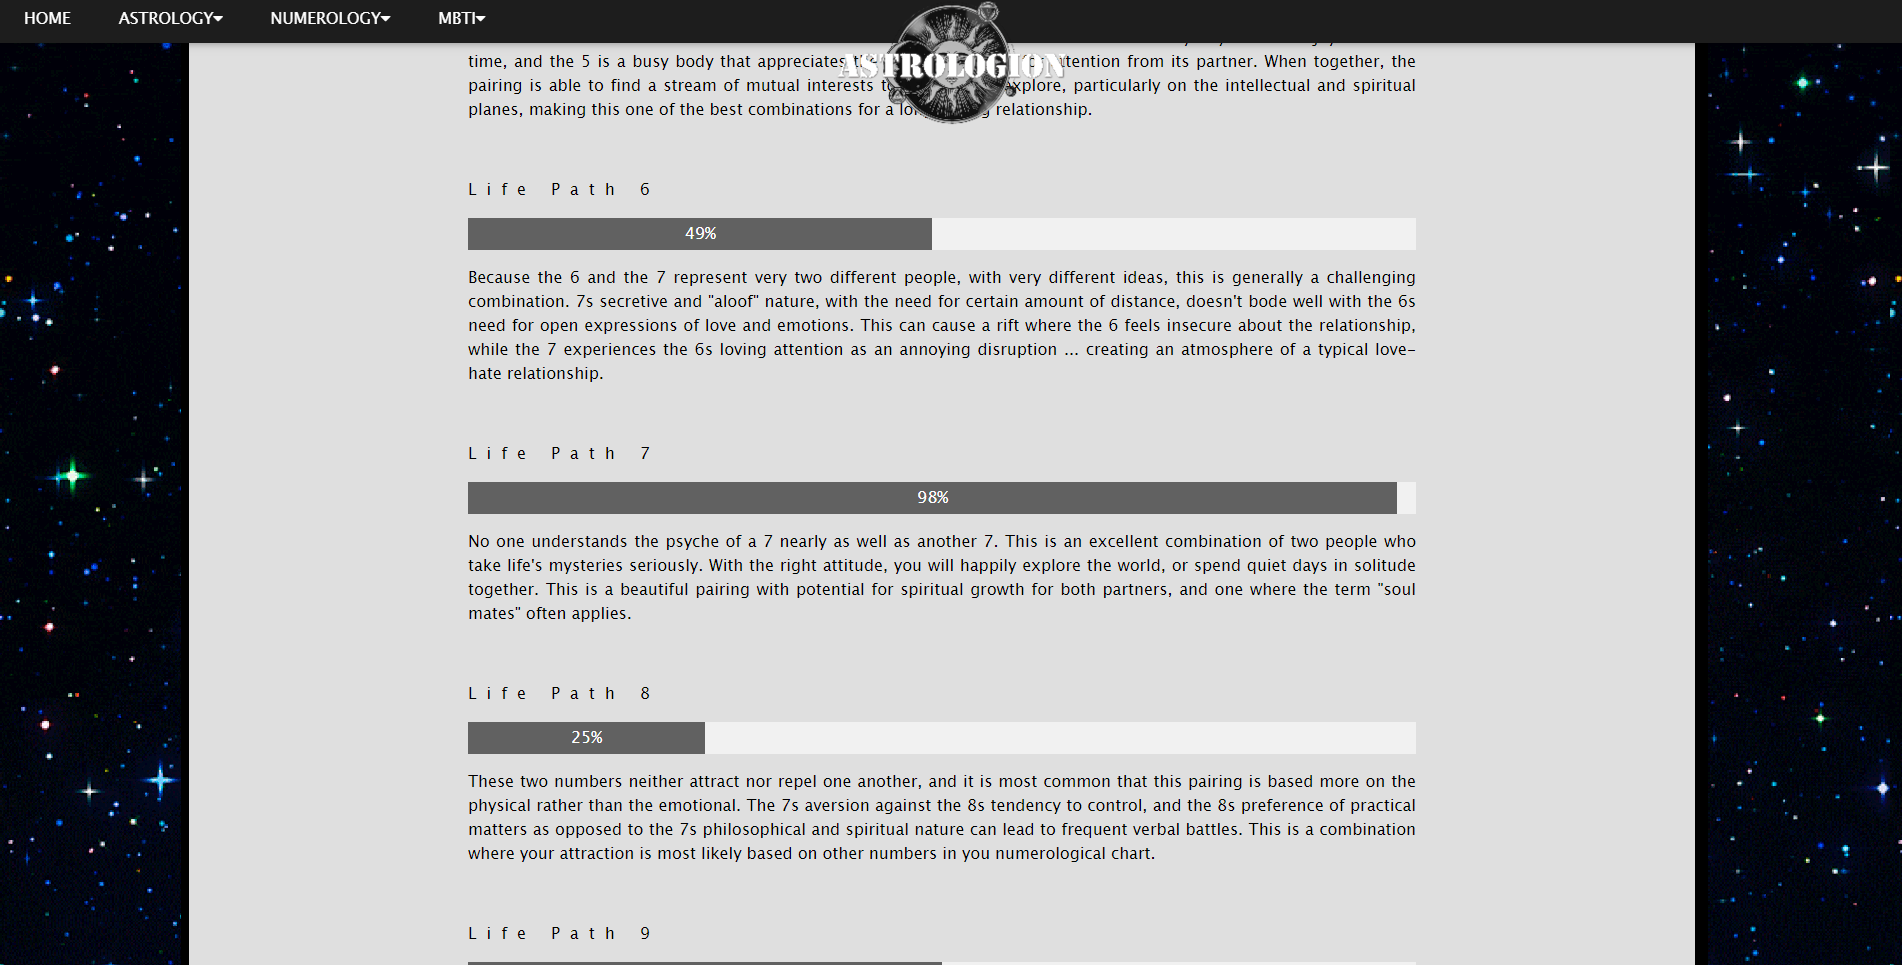 HOME
ASTROLOGY
NUMEROLOGY
MBTI
ASTROLOGION
time, and the 5 is a busy body that appreciates attention from its partner. When together, the
pairing is able to find a stream of mutual interests explore, particularly on the intellectual and spiritual
planes, making this one of the best combinations for a relationship.
Life Path 6
49%
Because the 6 and the 7 represent very two different people, with very different ideas, this is generally a challenging
combination. 7s secretive and "aloof" nature, with the need for certain amount of distance, doesn't bode well with the 6s
need for open expressions of love and emotions. This can cause a rift where the 6 feels insecure about the relationship,
while the 7 experiences the 6s loving attention as an annoying disruption ... creating an atmosphere of a typical love-
hate relationship.
Life Path 7
98%
No one understands the psyche of a 7 nearly as well as another 7. This is an excellent combination of two people who
take life's mysteries seriously. With the right attitude, you will happily explore the world, or spend quiet days in solitude
together. This is a beautiful pairing with potential for spiritual growth for both partners, and one where the term "soul
mates" often applies.
Life Path 8
25%
These two numbers neither attract nor repel one another, and it is most common that this pairing is based more on the
physical rather than the emotional. The 7s aversion against the 8s tendency to control, and the 8s preference of practical
matters as opposed to the 7s philosophical and spiritual nature can lead to frequent verbal battles. This is a combination
where your attraction is most likely based on other numbers in you numerological chart.
Life Path 9